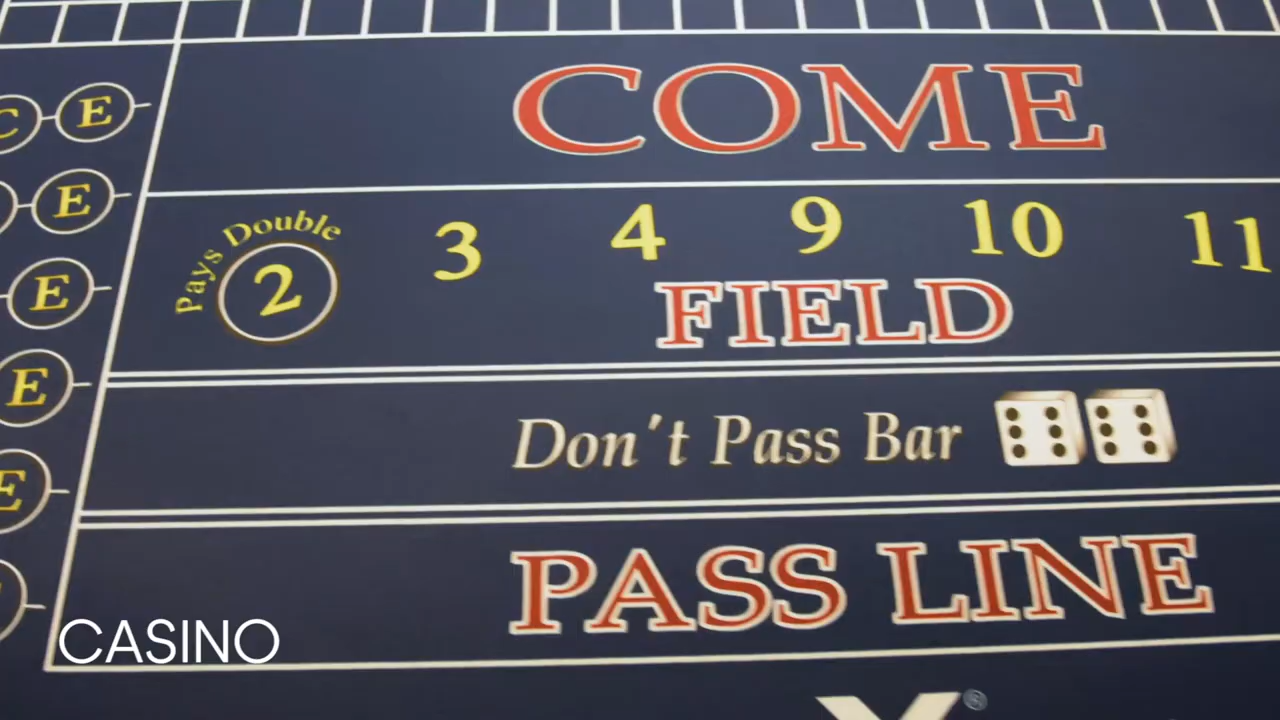 COME
C E
E
Pays Double
2 3 4 9 10 11
FIELD
E
E
Don't Pass Bar
E
PASS LINE
CASINO
®